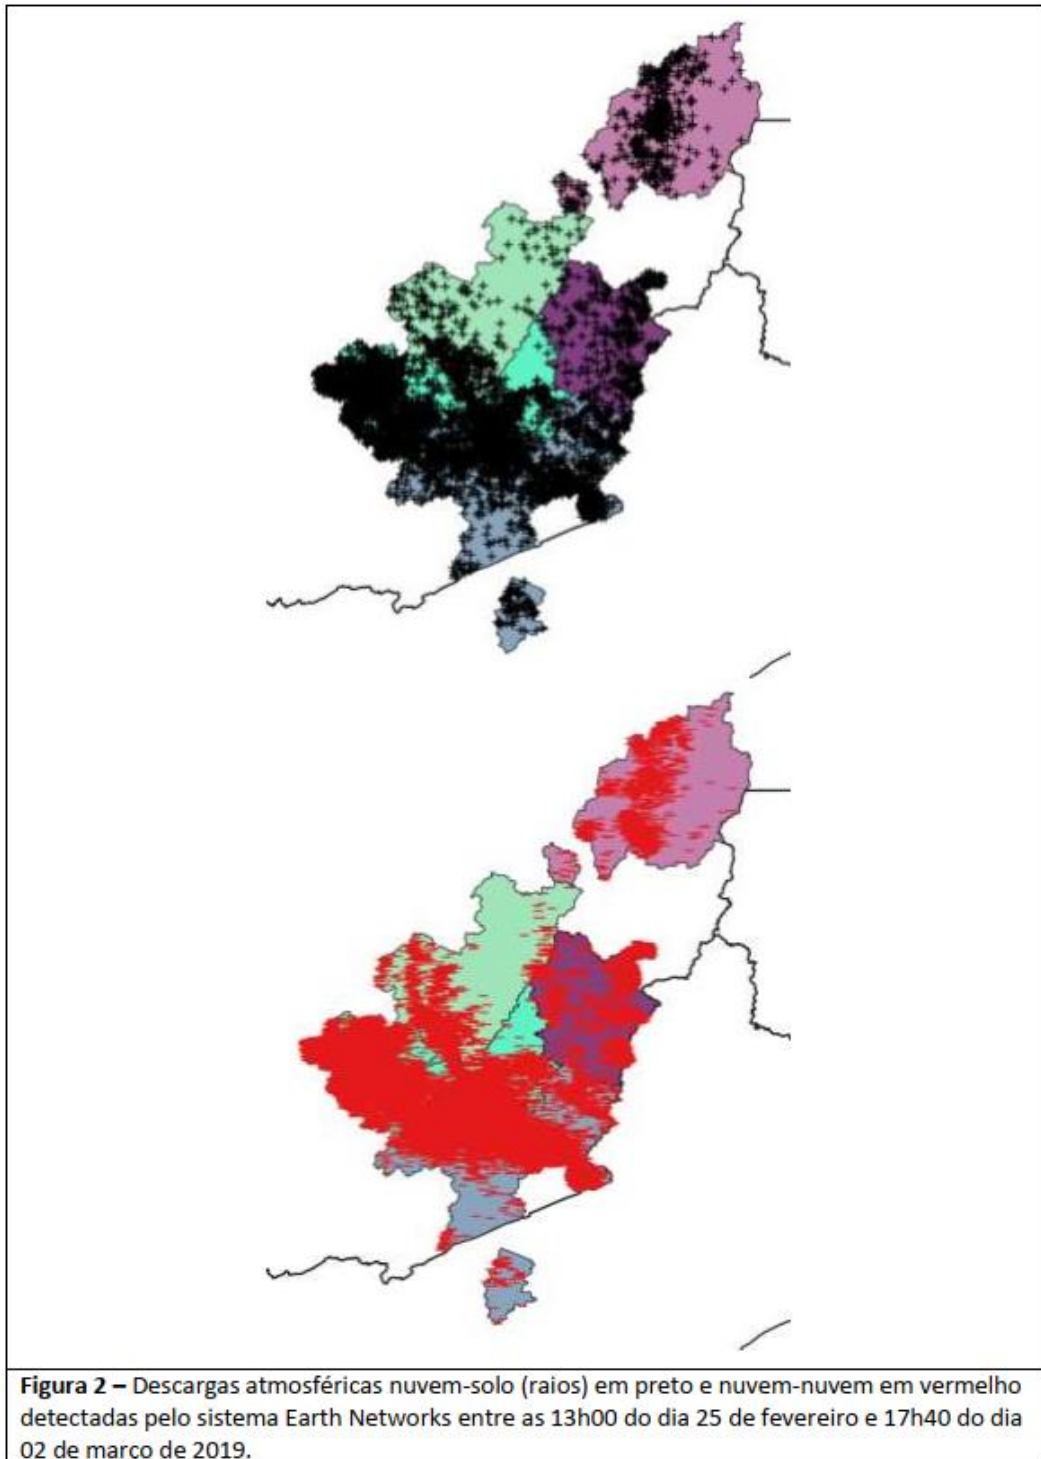 Figura 2 – Descargas atmosféricas nuvem-solo (raios) em preto e nuvem-nuvem em vermelho
detectadas pelo sistema Earth Networks entre as 13h00 do dia 25 de fevereiro e 17h40 do dia
02 de março de 2019.